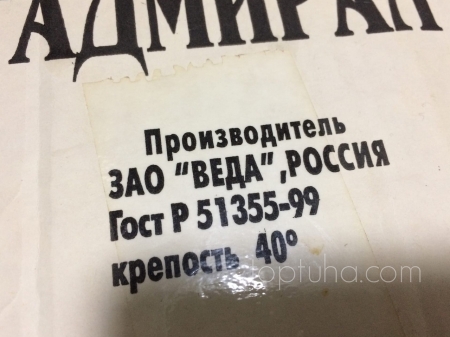 АДМИРАЛ
Производитель
ЗАО "ВЕДА", РОССИЯ
Гост Р 51355-99
крепость 40°
optuha.com